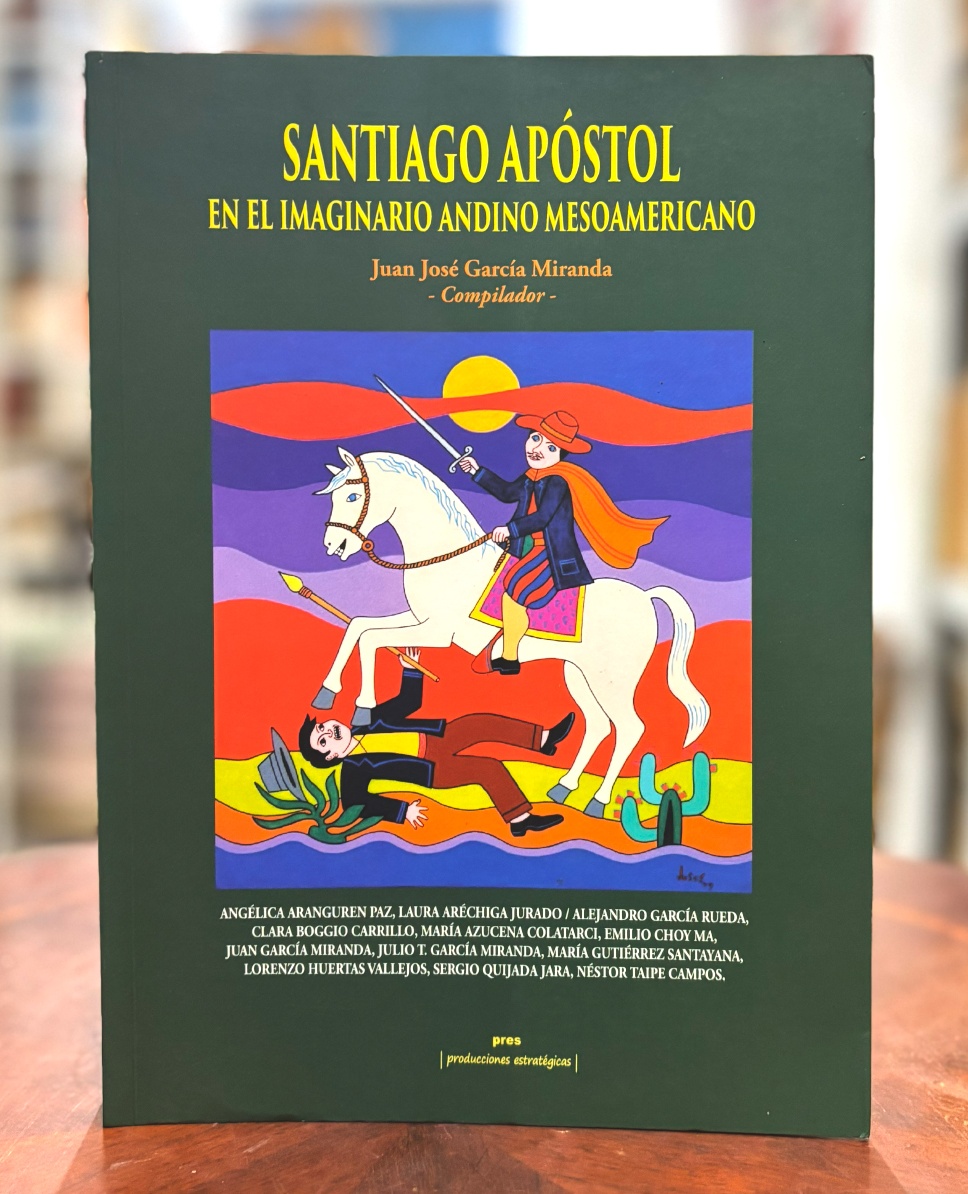 SANTIAGO APÓSTOL
EN EL IMAGINARIO ANDINO MESOAMERICANO
Juan José García Miranda
- Compilador -
ANGÉLICA ARANGUREN PAZ, LAURA ARÉCHIGA JURADO / ALEJANDRO GARCÍA RUEDA,
CLARA BOGGIO CARRILLO, MARÍA AZUCENA COLATARCI, EMILIO CHOY MA,
JUAN GARCÍA MIRANDA, JULIO T. GARCÍA MIRANDA, MARÍA GUTIÉRREZ SANTAYANA,
LORENZO HUERTAS VALLEJOS, SERGIO QUIJADA JARA, NÉSTOR TAIPE CAMPOS.
pres
| producciones estratégicas |